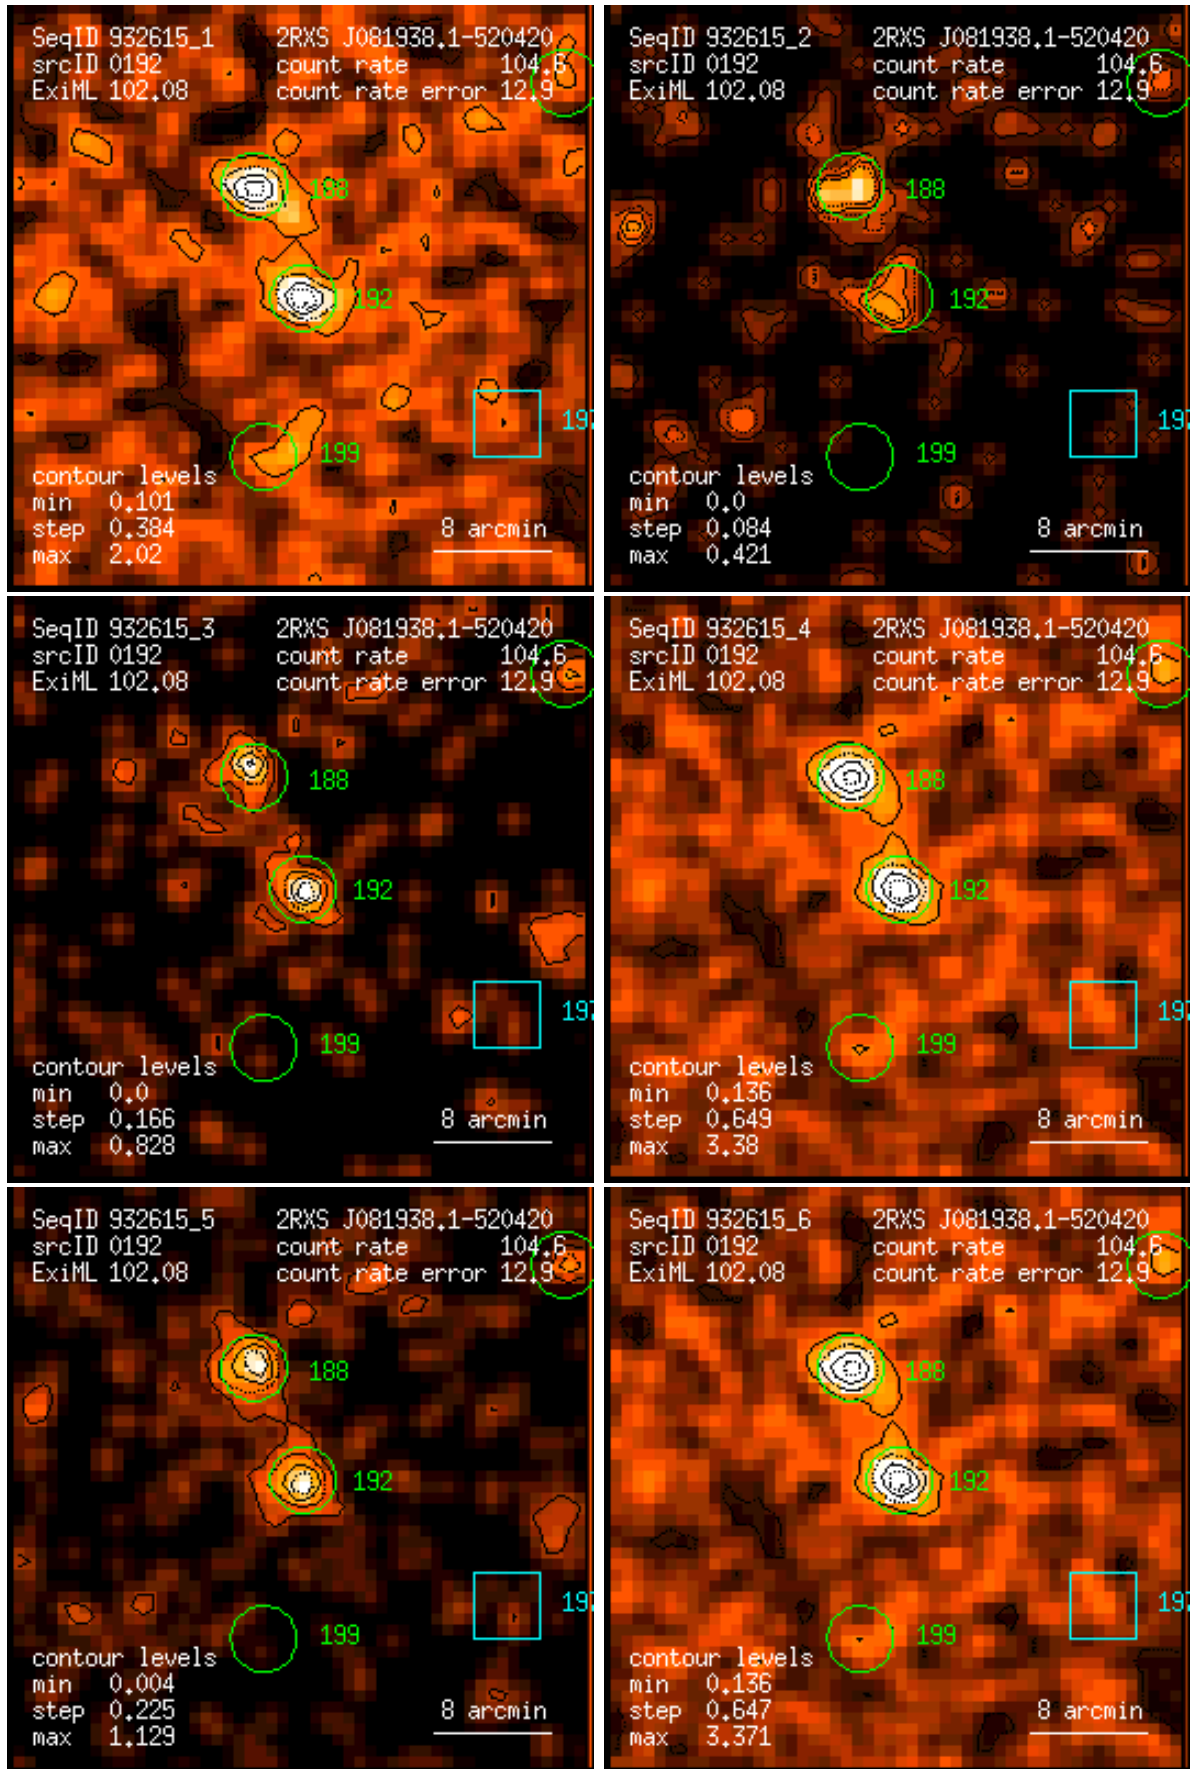 SeqID 932615_1 2RXS J081938.1-520420
srcID 0192 count rate 104.6
ExiML 102.08 count rate error 12.9
188
192
197
199
contour levels
min 0.101
step 0.384 8 arcmin
max 2.02
SeqID 932615_2 2RXS J081938.1-520420
srcID 0192 count rate 104.6
ExiML 102.08 count rate error 12.9
188
192
197
199
contour levels
min 0.0
step 0.084 8 arcmin
max 0.421
SeqID 932615_3 2RXS J081938.1-520420
srcID 0192 count rate 104.6
ExiML 102.08 count rate error 12.9
188
192
197
199
contour levels
min 0.0
step 0.166 8 arcmin
max 0.828
SeqID 932615_4 2RXS J081938.1-520420
srcID 0192 count rate 104.6
ExiML 102.08 count rate error 12.9
188
192
197
199
contour levels
min 0.136
step 0.649 8 arcmin
max 3.38
SeqID 932615_5 2RXS J081938.1-520420
srcID 0192 count rate 104.6
ExiML 102.08 count rate error 12.9
188
192
197
199
contour levels
min 0.004
step 0.225 8 arcmin
max 1.129
SeqID 932615_6 2RXS J081938.1-520420
srcID 0192 count rate 104.6
ExiML 102.08 count rate error 12.9
188
192
197
199
contour levels
min 0.136
step 0.647 8 arcmin
max 3.371